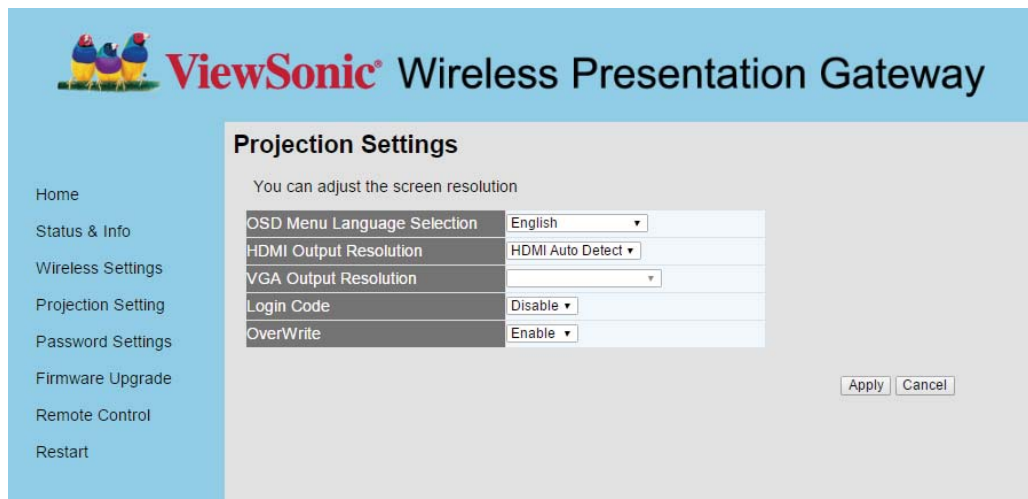 ViewSonic® Wireless Presentation Gateway
Projection Settings
You can adjust the screen resolution
Home
Status & Info
Wireless Settings
Projection Setting
Password Settings
Firmware Upgrade
Remote Control
Restart
OSD Menu Language Selection English
HDMI Output Resolution HDMI Auto Detect
VGA Output Resolution
Login Code Disable
OverWrite Enable
Apply Cancel